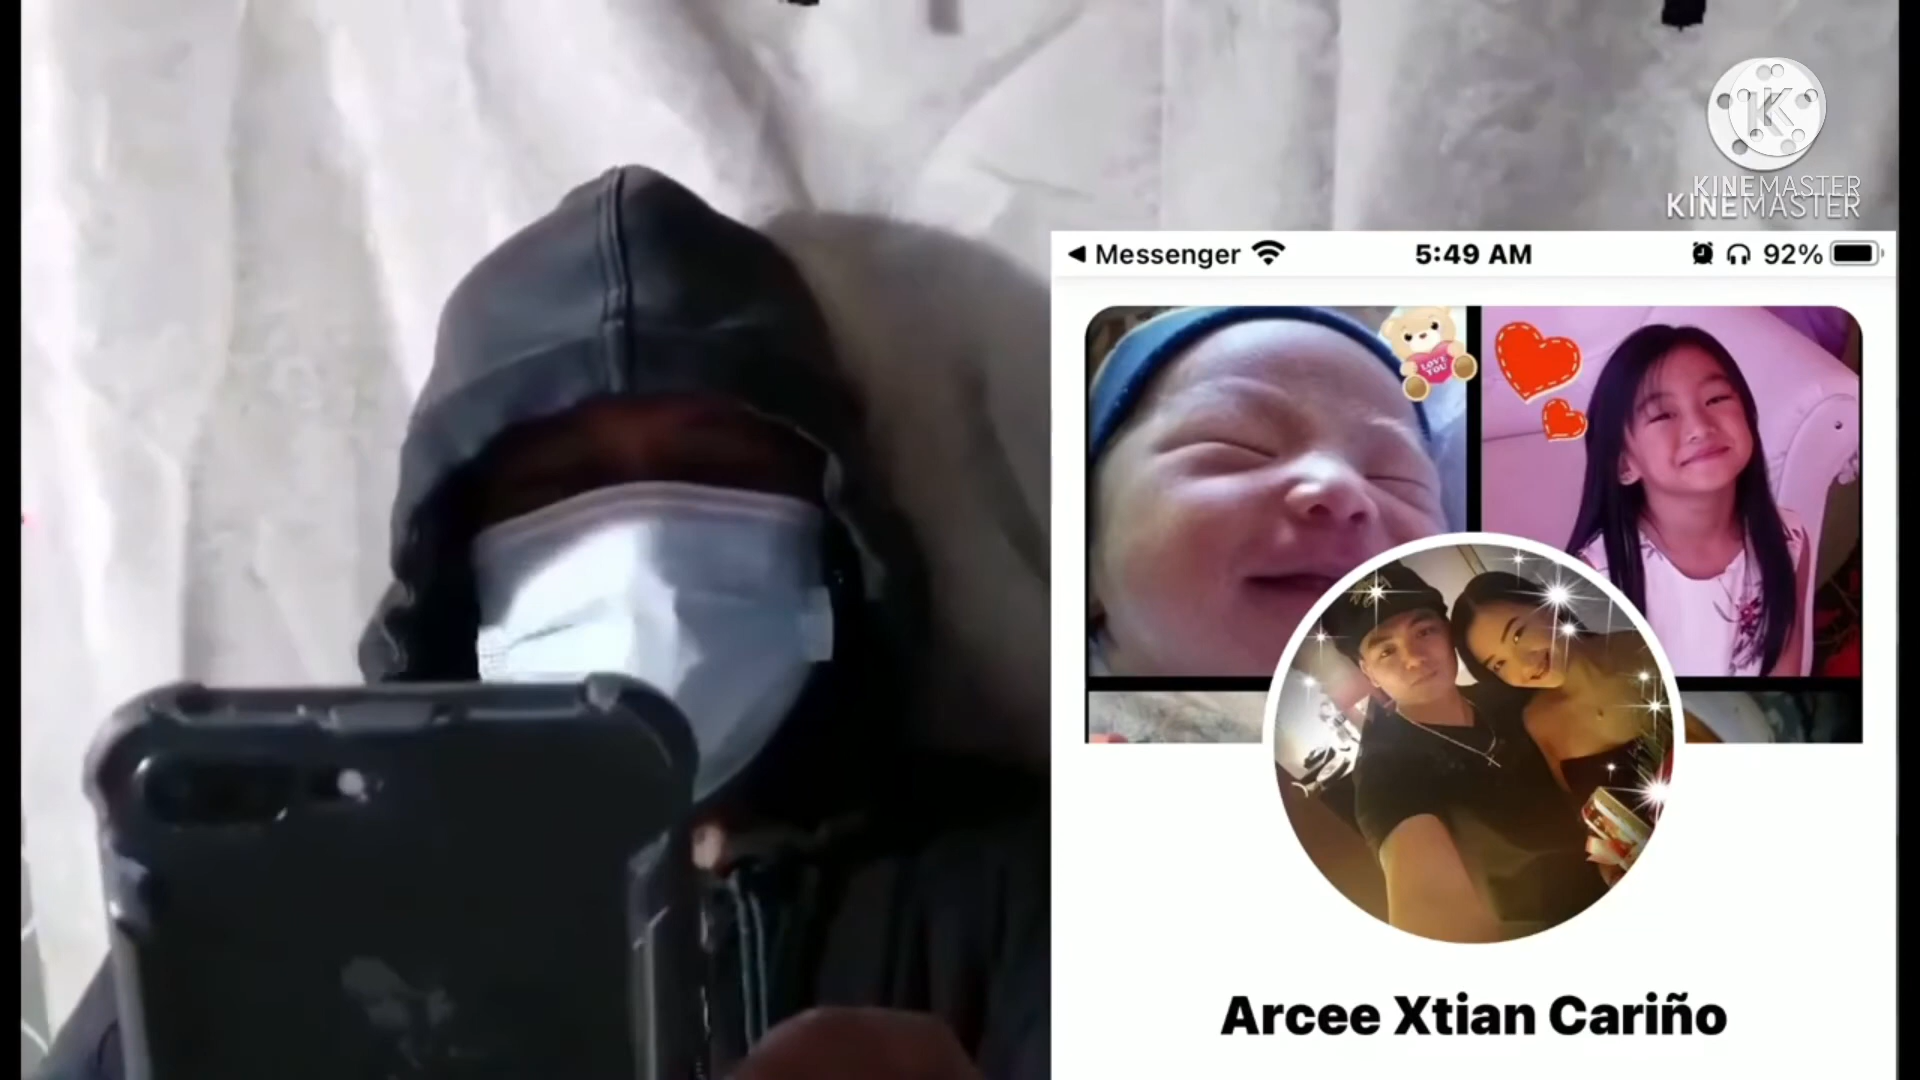 KINEMASTER
KINEMASTER
Messenger
5:49 AM
92%
LOVE
YOU
Arcee Xtian Cariño